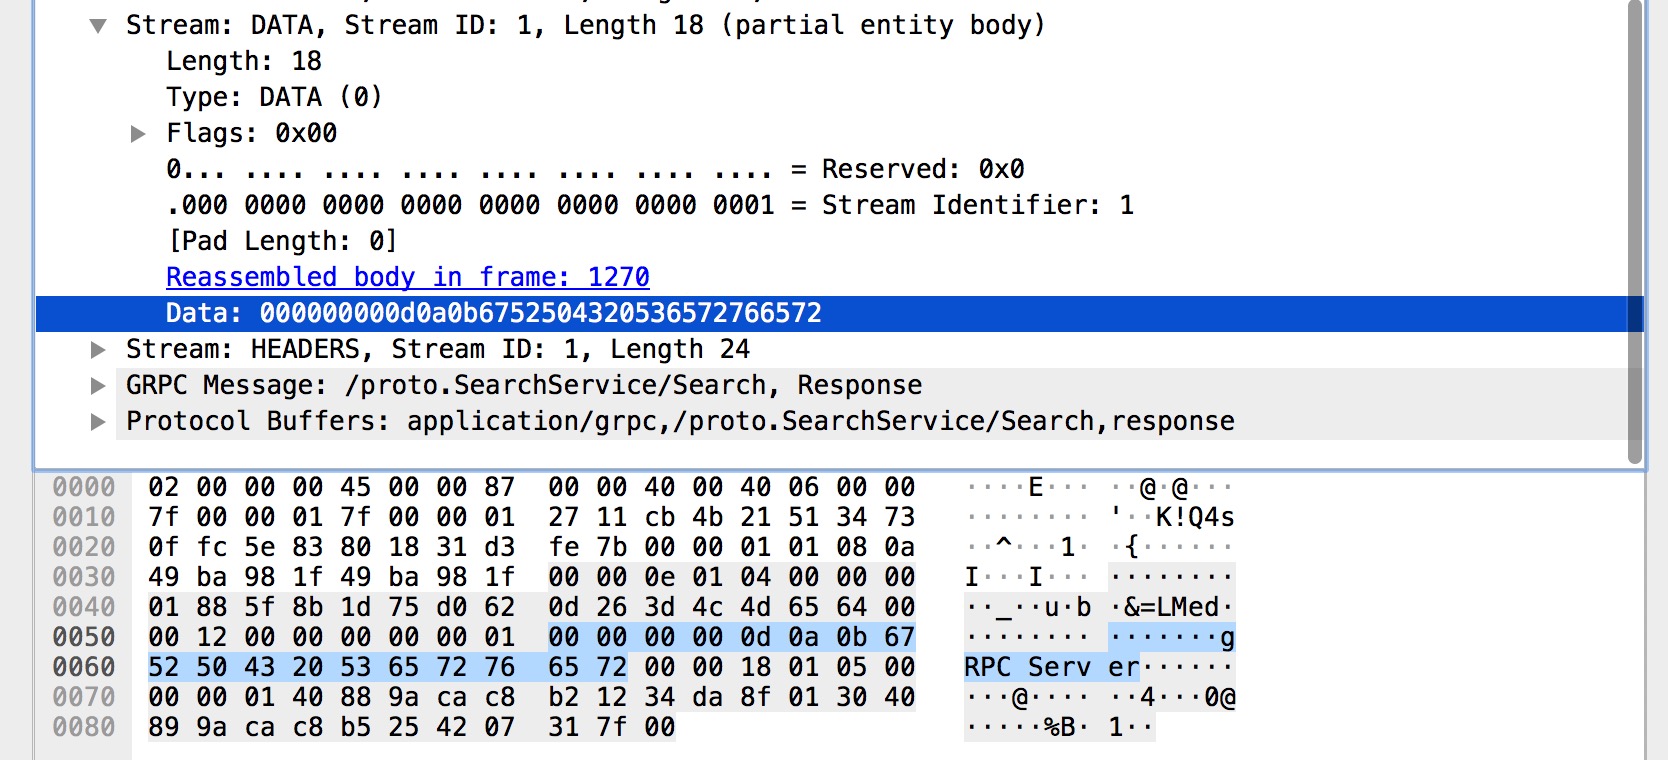 Stream: DATA, Stream ID: 1, Length 18 (partial entity body)
Length: 18
Type: DATA (0)
Flags: 0x00
0... .... .... .... .... .... .... .... = Reserved: 0x0
.000 0000 0000 0000 0000 0000 0000 0001 = Stream Identifier: 1
[Pad Length: 0]
Reassembled body in frame: 1270
Data: 000000000d0a0b6752504320536572766572
Stream: HEADERS, Stream ID: 1, Length 24
GRPC Message: /proto.SearchService/Search, Response
Protocol Buffers: application/grpc,/proto.SearchService/Search,response
0000 02 00 00 00 45 00 00 87 00 00 40 00 40 06 00 00 ····E··· ··@·@···
0010 7f 00 00 01 7f 00 00 01 27 11 cb 4b 21 51 34 73 ········ '··K!Q4s
0020 0f fc 5e 83 80 18 31 d3 fe 7b 00 00 01 01 08 0a ··^···1· ·{······
0030 49 ba 98 1f 49 ba 98 1f 00 00 0e 01 04 00 00 00 I···I··· ········
0040 01 88 5f 8b 1d 75 d0 62 0d 26 3d 4c 4d 65 64 00 ··_··u·b ·&=LMed·
0050 00 12 00 00 00 00 00 01 00 00 00 00 0d 0a 0b 67 ········ ·······g
0060 52 50 43 20 53 65 72 76 65 72 00 00 18 01 05 00 RPC Serv er······
0070 00 00 01 40 88 9a ca c8 b2 12 34 da 8f 01 30 40 ···@···· ··4···0@
0080 89 9a ca c8 b5 25 42 07 31 7f 00 ·····%B· 1··